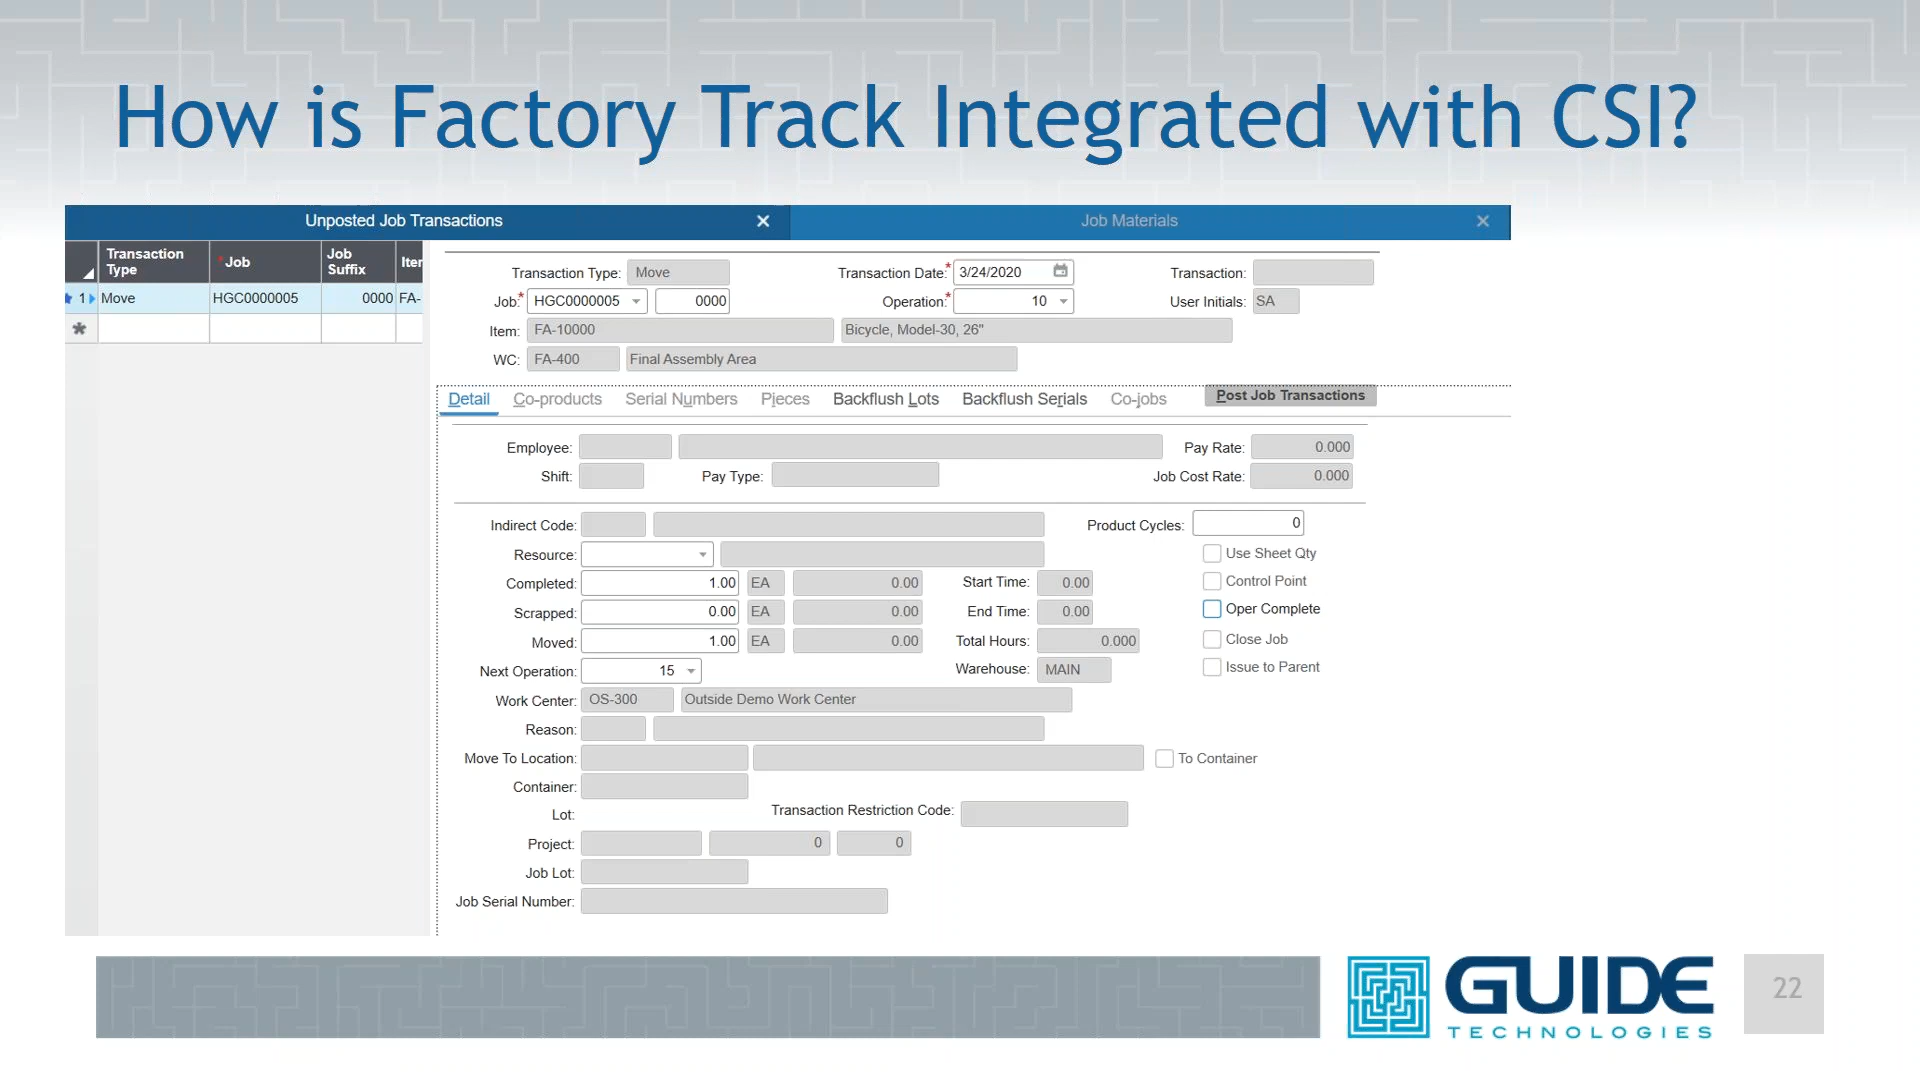 How is Factory Track Integrated with CSI?
Unposted Job Transactions
Job Materials
Transaction Type
*Job
Job Suffix
Iter
1 Move HGC0000005 0000 FA-
Transaction Type: Move Transaction Date:* 3/24/2020 Transaction:
Job:* HGC0000005 0000 Operation:* 10 User Initials: SA
Item: FA-10000 Bicycle, Model-30, 26"
WC: FA-400 Final Assembly Area
Detail Co-products Serial Numbers Pieces Backflush Lots Backflush Serials Co-jobs Post Job Transactions
Employee: Pay Rate: 0.000
Shift: Pay Type: Job Cost Rate: 0.000
Indirect Code: Product Cycles: 0
Resource: Use Sheet Qty
Completed: 1.00 EA 0.00 Start Time: 0.00 Control Point
Scrapped: 0.00 EA 0.00 End Time: 0.00 Oper Complete
Moved: 1.00 EA 0.00 Total Hours: 0.000 Close Job
Next Operation: 15 Warehouse: MAIN Issue to Parent
Work Center: OS-300 Outside Demo Work Center
Reason:
Move To Location: To Container
Container:
Lot: Transaction Restriction Code:
Project: 0 0
Job Lot:
Job Serial Number:
GUIDE
TECHNOLOGIES
22